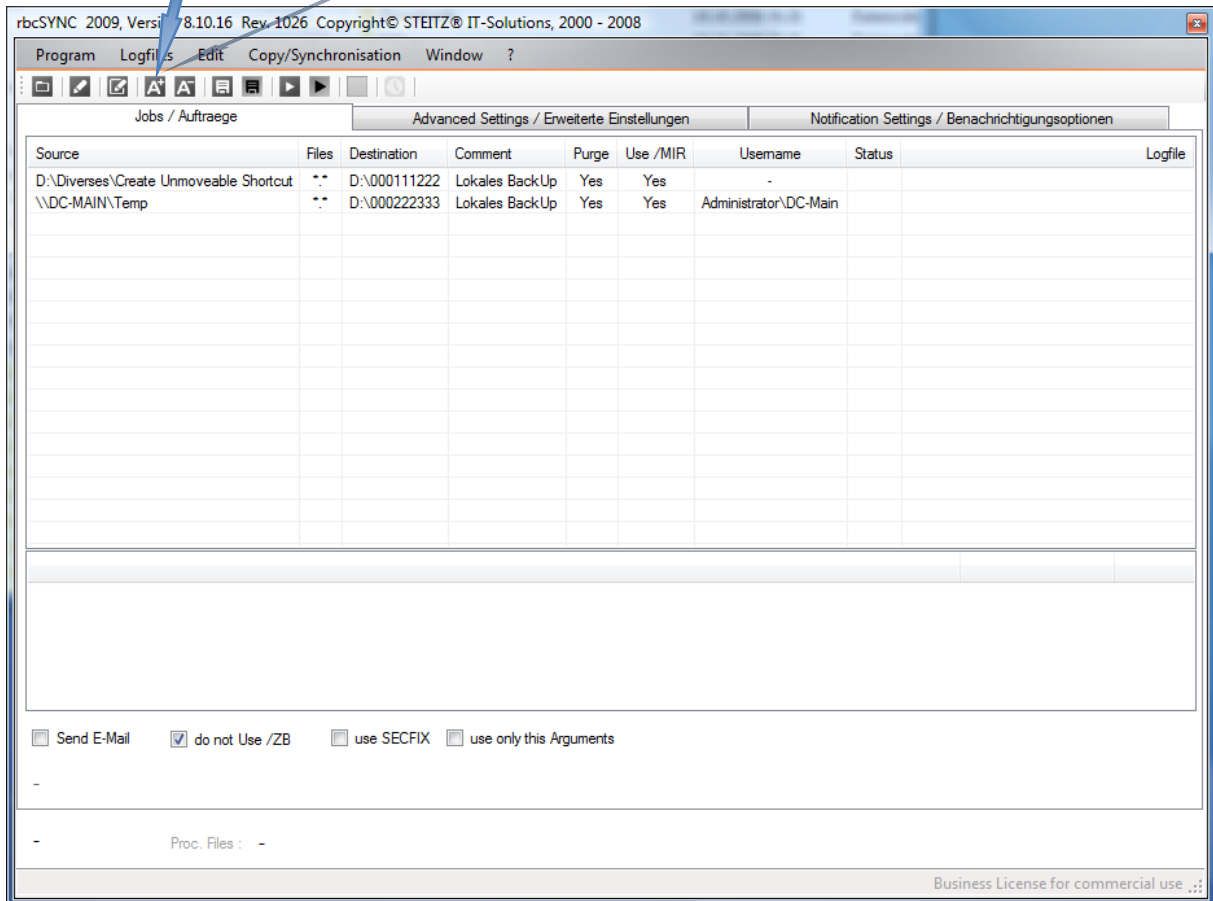 rbcSYNC 2009, Versi 8.10.16 Rev. 1026 Copyright© STEITZ® IT-Solutions, 2000 - 2008
Program Logfiles Edit Copy/Synchronisation Window ?
A+ A-
Jobs / Auftraege Advanced Settings / Erweiterte Einstellungen Notification Settings / Benachrichtigungsoptionen
Source Files Destination Comment Purge Use /MIR Username Status Logfile
D:\Diverses\Create Unmoveable Shortcut *.* D:\000111222 Lokales BackUp Yes Yes -
\\DC-MAIN\Temp *.* D:\000222333 Lokales BackUp Yes Yes Administrator\DC-Main
Send E-Mail do not Use /ZB use SECFIX use only this Arguments
-
- Proc. Files : -
Business License for commercial use